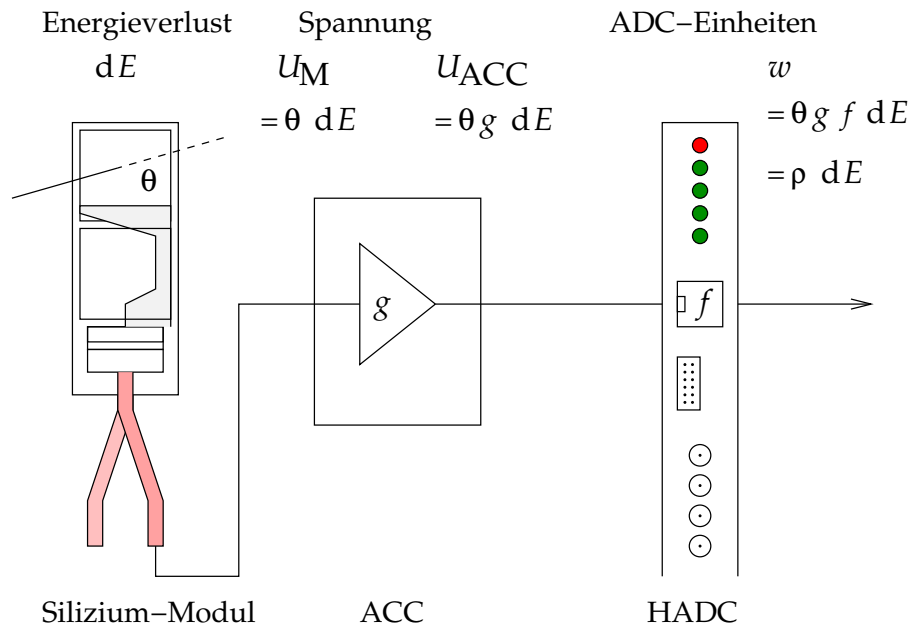 Energieverlust Spannung ADC–Einheiten
dE U_M U_ACC w
= θ dE = θ g dE = θ g f dE
θ = ρ dE
g f
Silizium–Modul ACC HADC